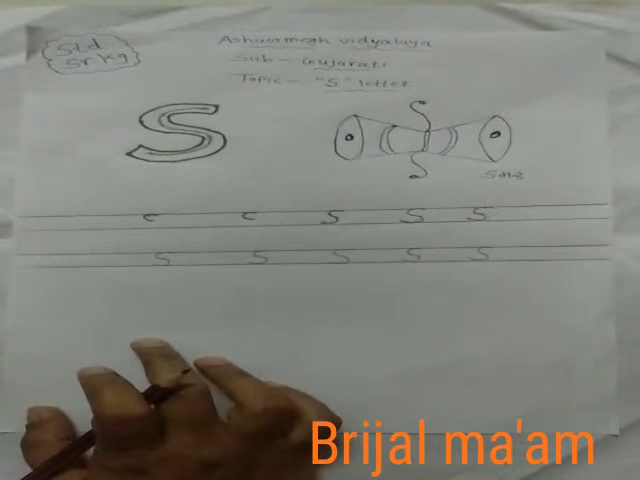 Std
Sr kg
Ashwamegh vidyalaya
Sub - Gujarati
Topic - "ડ" letter
ડ
ડ ડ ડ
ડ ડ ડ ડ ડ
Brijal ma'am